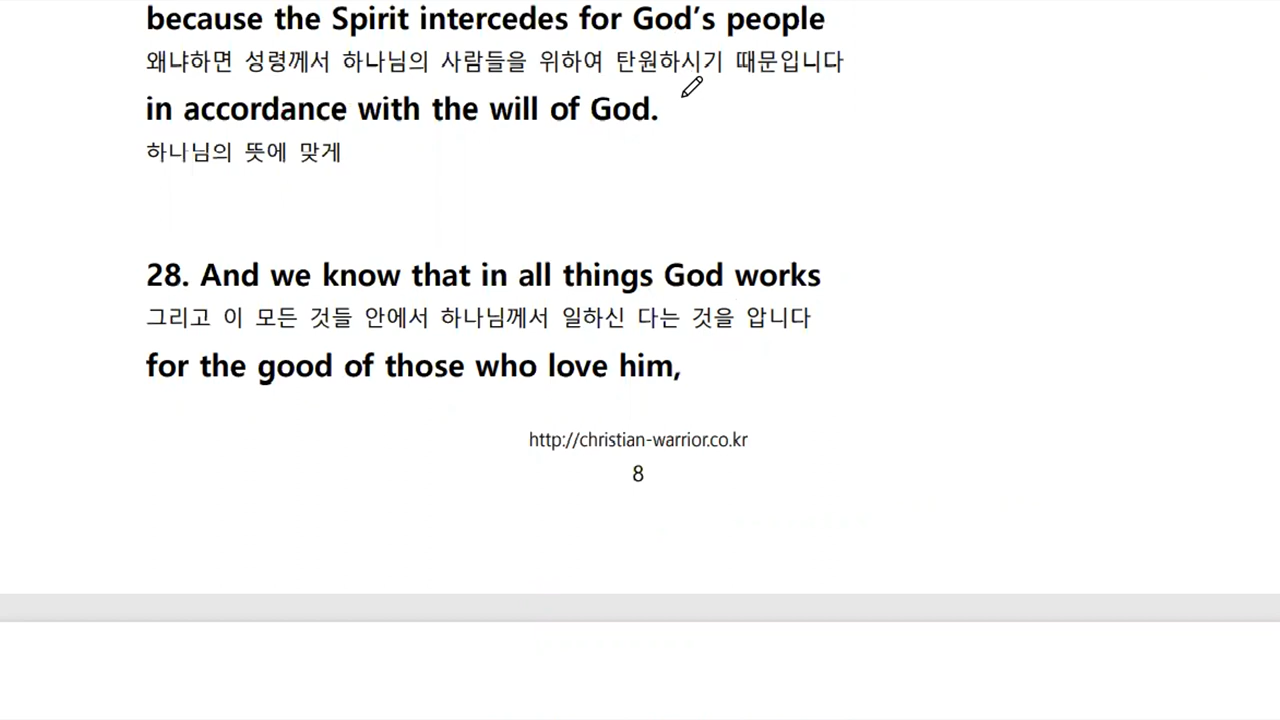 because the Spirit intercedes for God's people
왜냐하면 성령께서 하나님의 사람들을 위하여 탄원하시기 때문입니다
in accordance with the will of God.
하나님의 뜻에 맞게
28. And we know that in all things God works
그리고 이 모든 것들 안에서 하나님께서 일하신 다는 것을 압니다
for the good of those who love him,
http://christian-warrior.co.kr
8